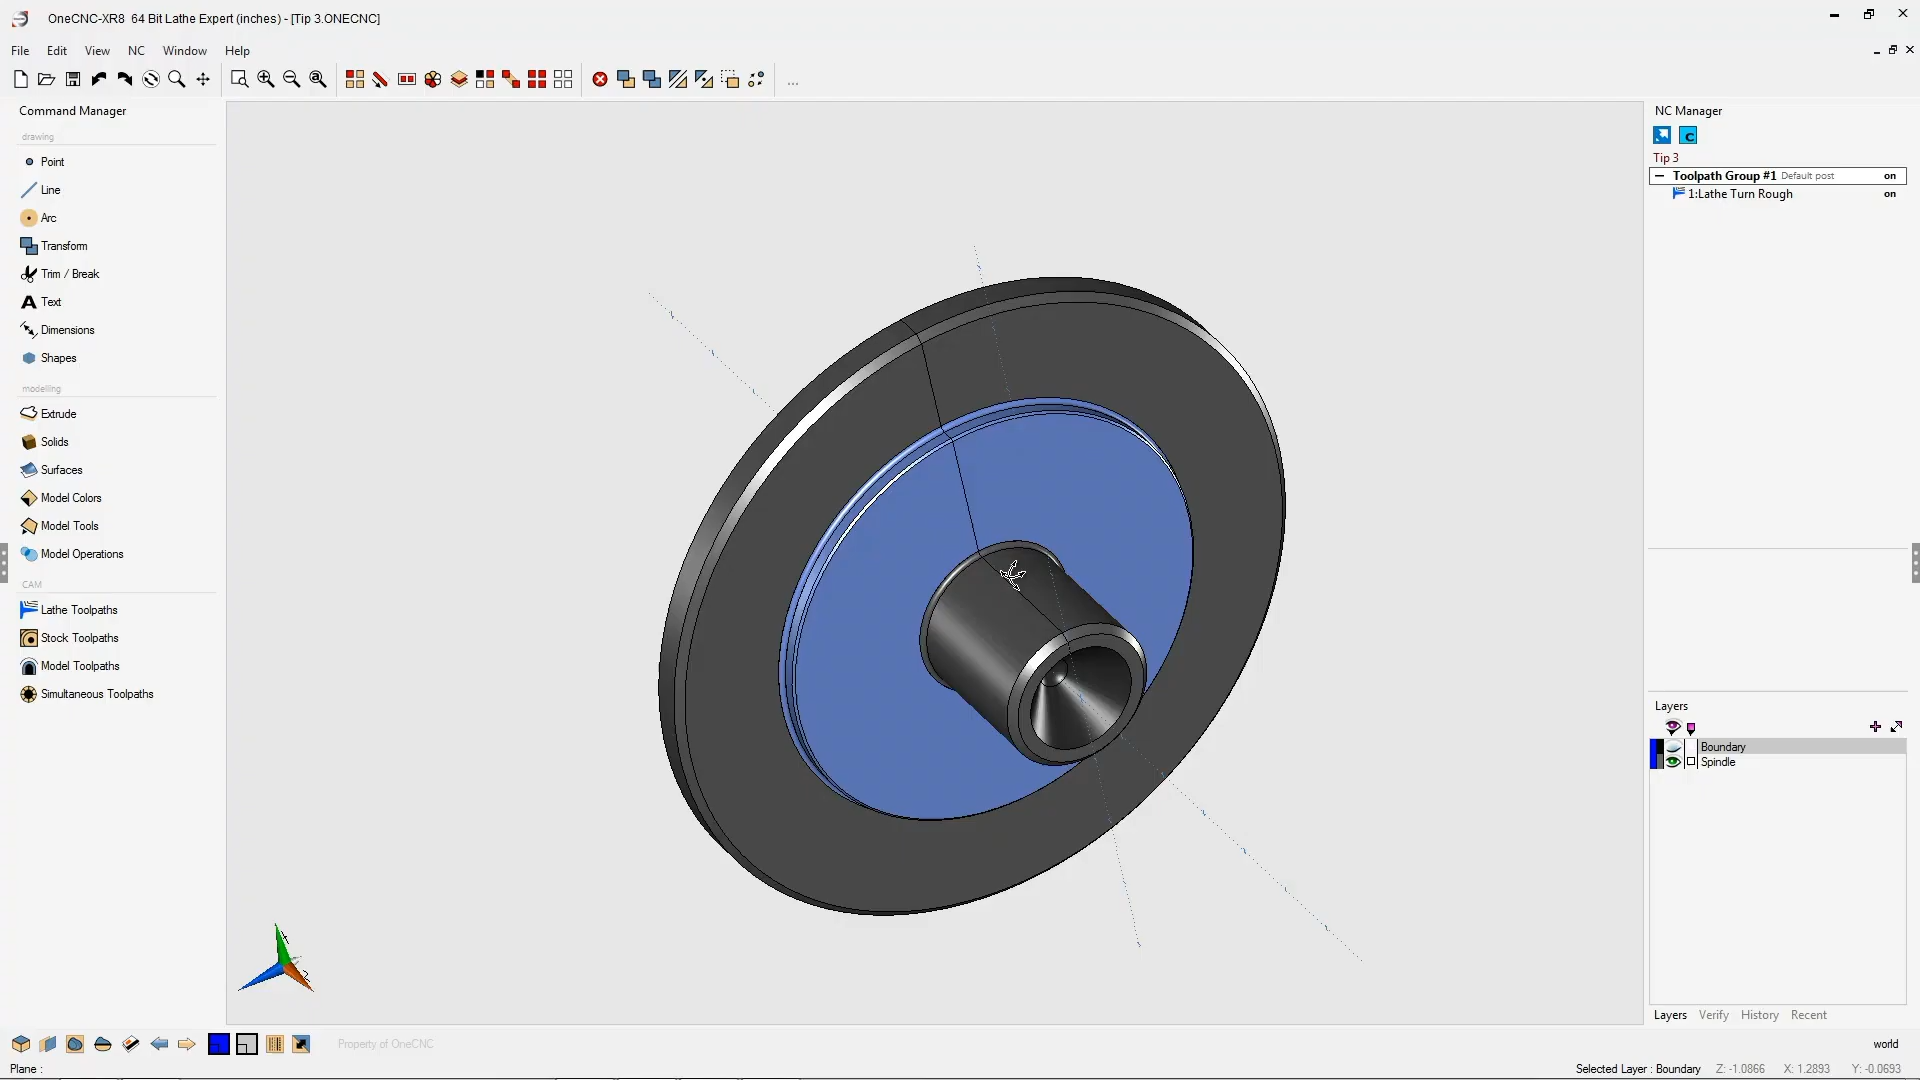 OneCNC-XR8  64 Bit Lathe Expert (inches) - [Tip 3.ONECNC]
File Edit View NC Window Help
...
Command Manager
drawing
Point
Line
Arc
Transform
Trim / Break
Text
Dimensions
Shapes
modelling
Extrude
Solids
Surfaces
Model Colors
Model Tools
Model Operations
CAM
Lathe Toolpaths
Stock Toolpaths
Model Toolpaths
Simultaneous Toolpaths
NC Manager
Tip 3
Toolpath Group #1 Default post on
1:Lathe Turn Rough on
Layers
Boundary
Spindle
Layers Verify History Recent
Property of OneCNC
world
Plane :
Selected Layer : Boundary Z: -1.0866 X: 1.2893 Y: -0.0693